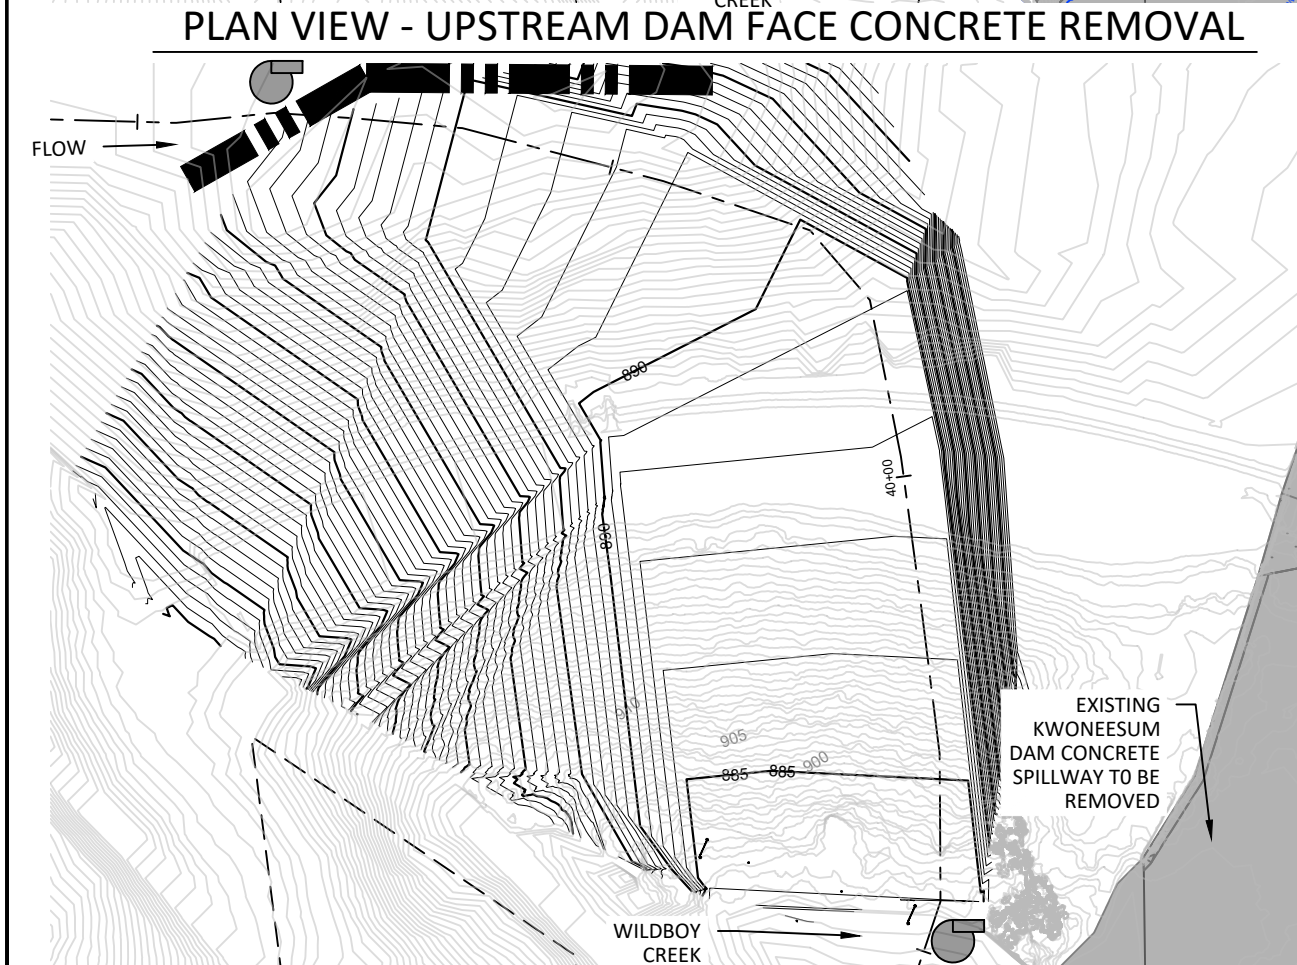 CREEK
PLAN VIEW - UPSTREAM DAM FACE CONCRETE REMOVAL
FLOW
890
40+00
890
910
905
900
885
885
EXISTING
KWONEESUM
DAM CONCRETE
SPILLWAY T0 BE
REMOVED
WILDBOY
CREEK